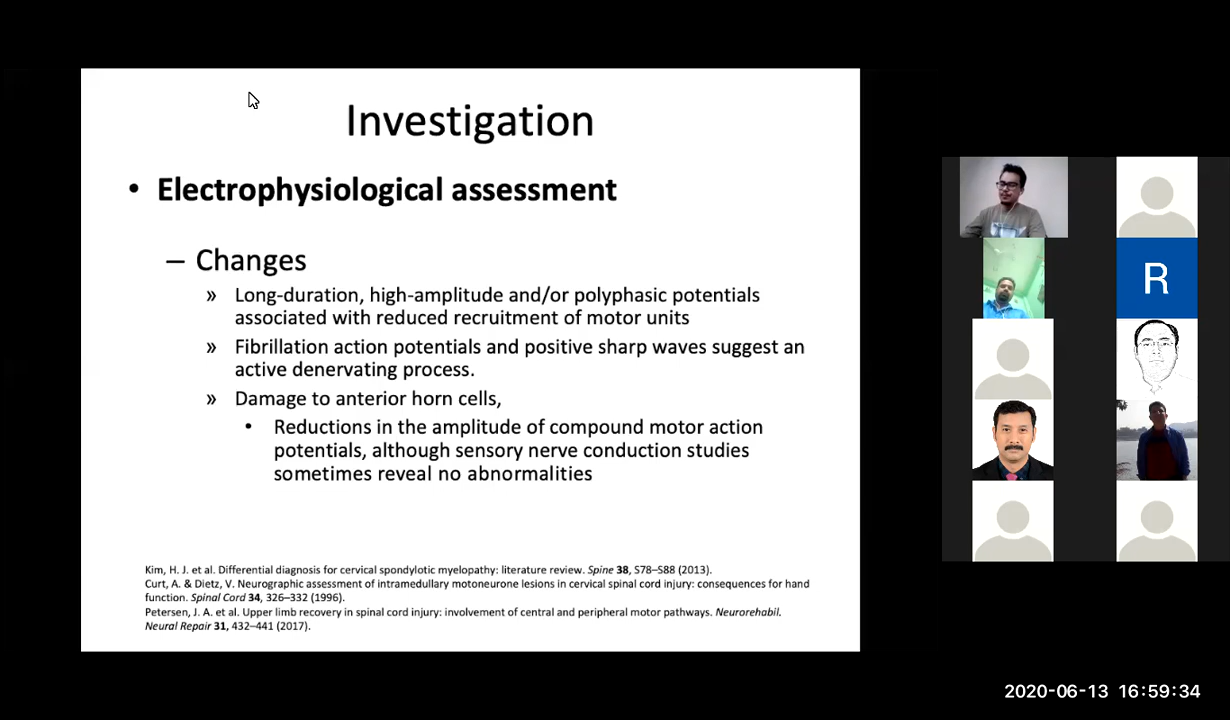 Investigation
• Electrophysiological assessment
– Changes
» Long-duration, high-amplitude and/or polyphasic potentials
associated with reduced recruitment of motor units
» Fibrillation action potentials and positive sharp waves suggest an
active denervating process.
» Damage to anterior horn cells,
• Reductions in the amplitude of compound motor action
potentials, although sensory nerve conduction studies
sometimes reveal no abnormalities
Kim, H. J. et al. Differential diagnosis for cervical spondylotic myelopathy: literature review. Spine 38, S78–S88 (2013).
Curt, A. & Dietz, V. Neurographic assessment of intramedullary motoneurone lesions in cervical spinal cord injury: consequences for hand
function. Spinal Cord 34, 326–332 (1996).
Petersen, J. A. et al. Upper limb recovery in spinal cord injury: involvement of central and peripheral motor pathways. Neurorehabil.
Neural Repair 31, 432–441 (2017).
R
2020-06-13 16:59:34